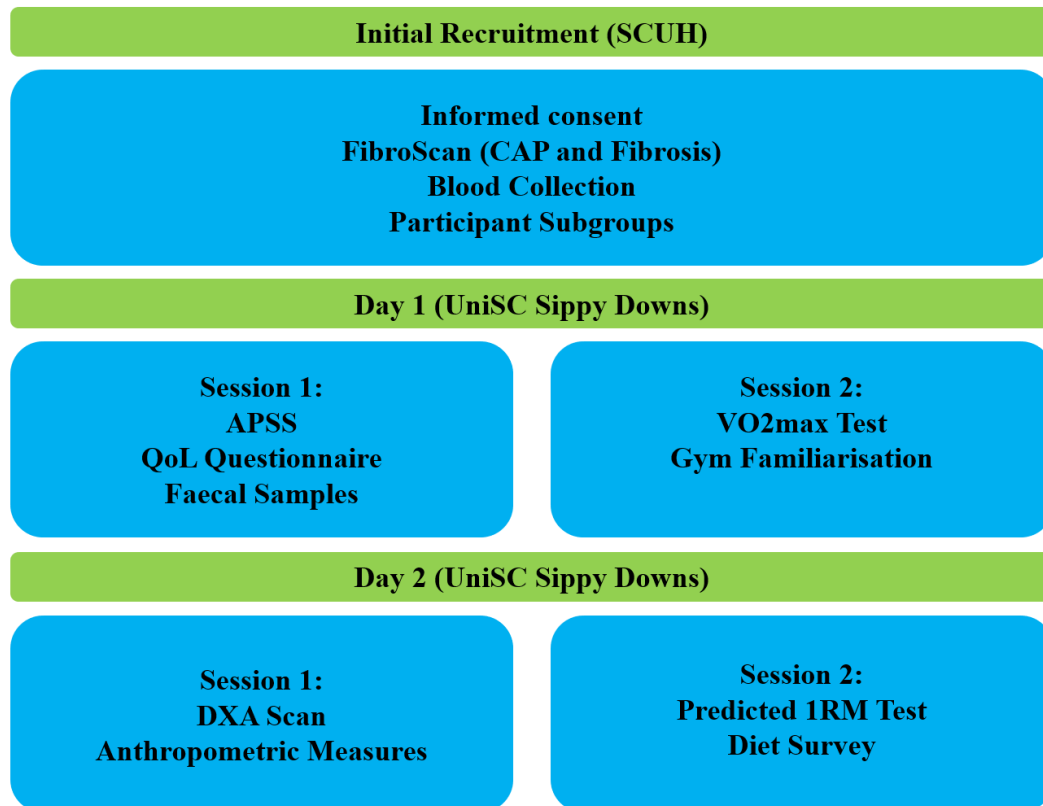 Initial Recruitment (SCUH)
Informed consent
FibroScan (CAP and Fibrosis)
Blood Collection
Participant Subgroups
Day 1 (UniSC Sippy Downs)
Session 1:
APSS
QoL Questionnaire
Faecal Samples
Session 2:
VO2max Test
Gym Familiarisation
Day 2 (UniSC Sippy Downs)
Session 1:
DXA Scan
Anthropometric Measures
Session 2:
Predicted 1RM Test
Diet Survey